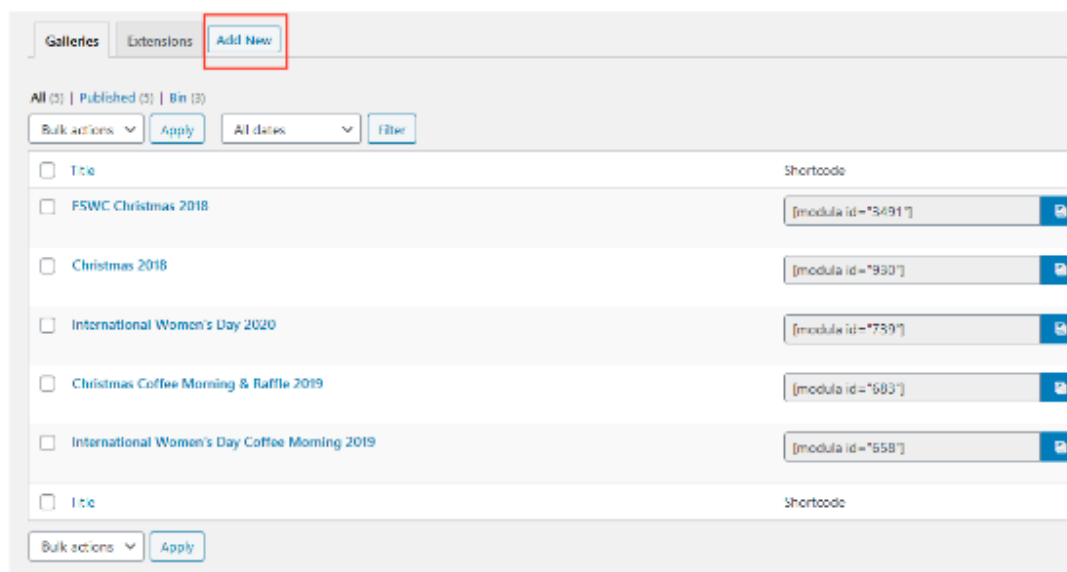 Galleries Extensions Add New
All (5) | Published (5) | Bin (3)
Bulk actions Apply All dates Filter
Title Shortcode
FSWC Christmas 2018 [modula id="3491"]
Christmas 2018 [modula id="930"]
International Women's Day 2020 [modula id="739"]
Christmas Coffee Morning & Raffle 2019 [modula id="683"]
International Women's Day Coffee Morning 2019 [modula id="658"]
Title Shortcode
Bulk actions Apply